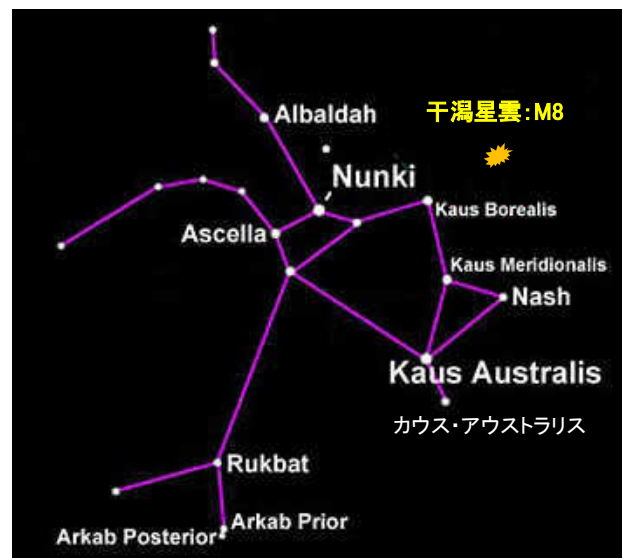 Albaldah
干潟星雲:M8
Nunki
Kaus Borealis
Ascella
Kaus Meridionalis
Nash
Kaus Australis
カウス・アウストラリス
Rukbat
Arkab Prior
Arkab Posterior